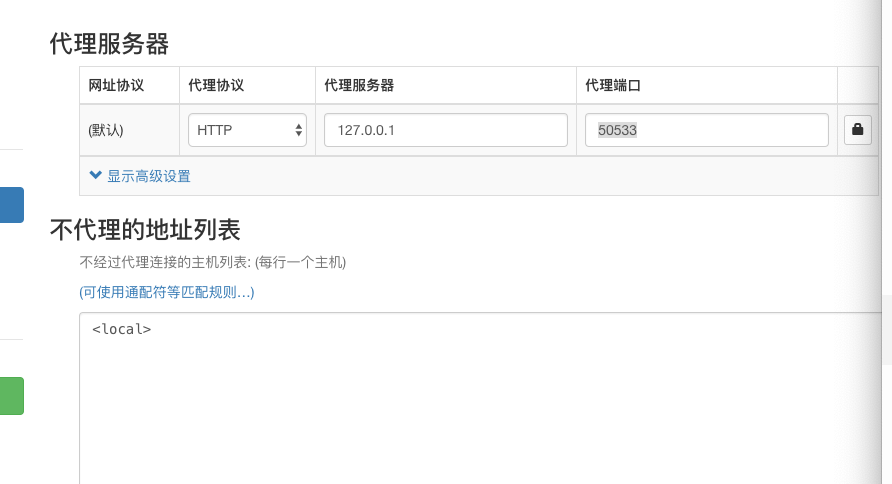 代理服务器
网址协议 代理协议 代理服务器 代理端口
(默认) HTTP 127.0.0.1 50533
显示高级设置
不代理的地址列表
不经过代理连接的主机列表: (每行一个主机)
(可使用通配符等匹配规则…)
<local>